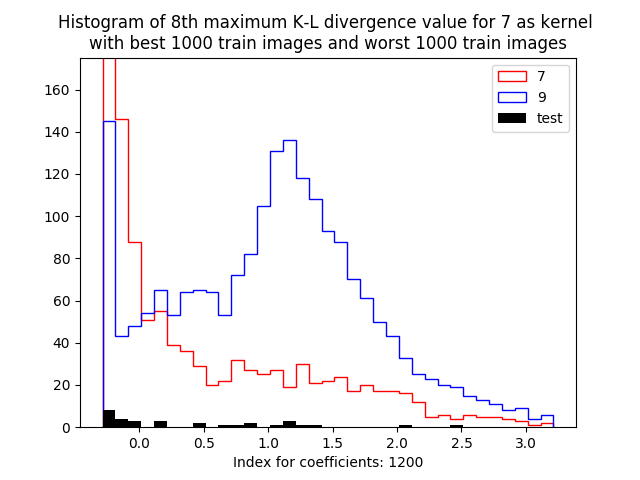 Histogram of 8th maximum K-L divergence value for 7 as kernel
with best 1000 train images and worst 1000 train images
7
9
test
160
140
120
100
80
60
40
20
0
0.0 0.5 1.0 1.5 2.0 2.5 3.0
Index for coefficients: 1200